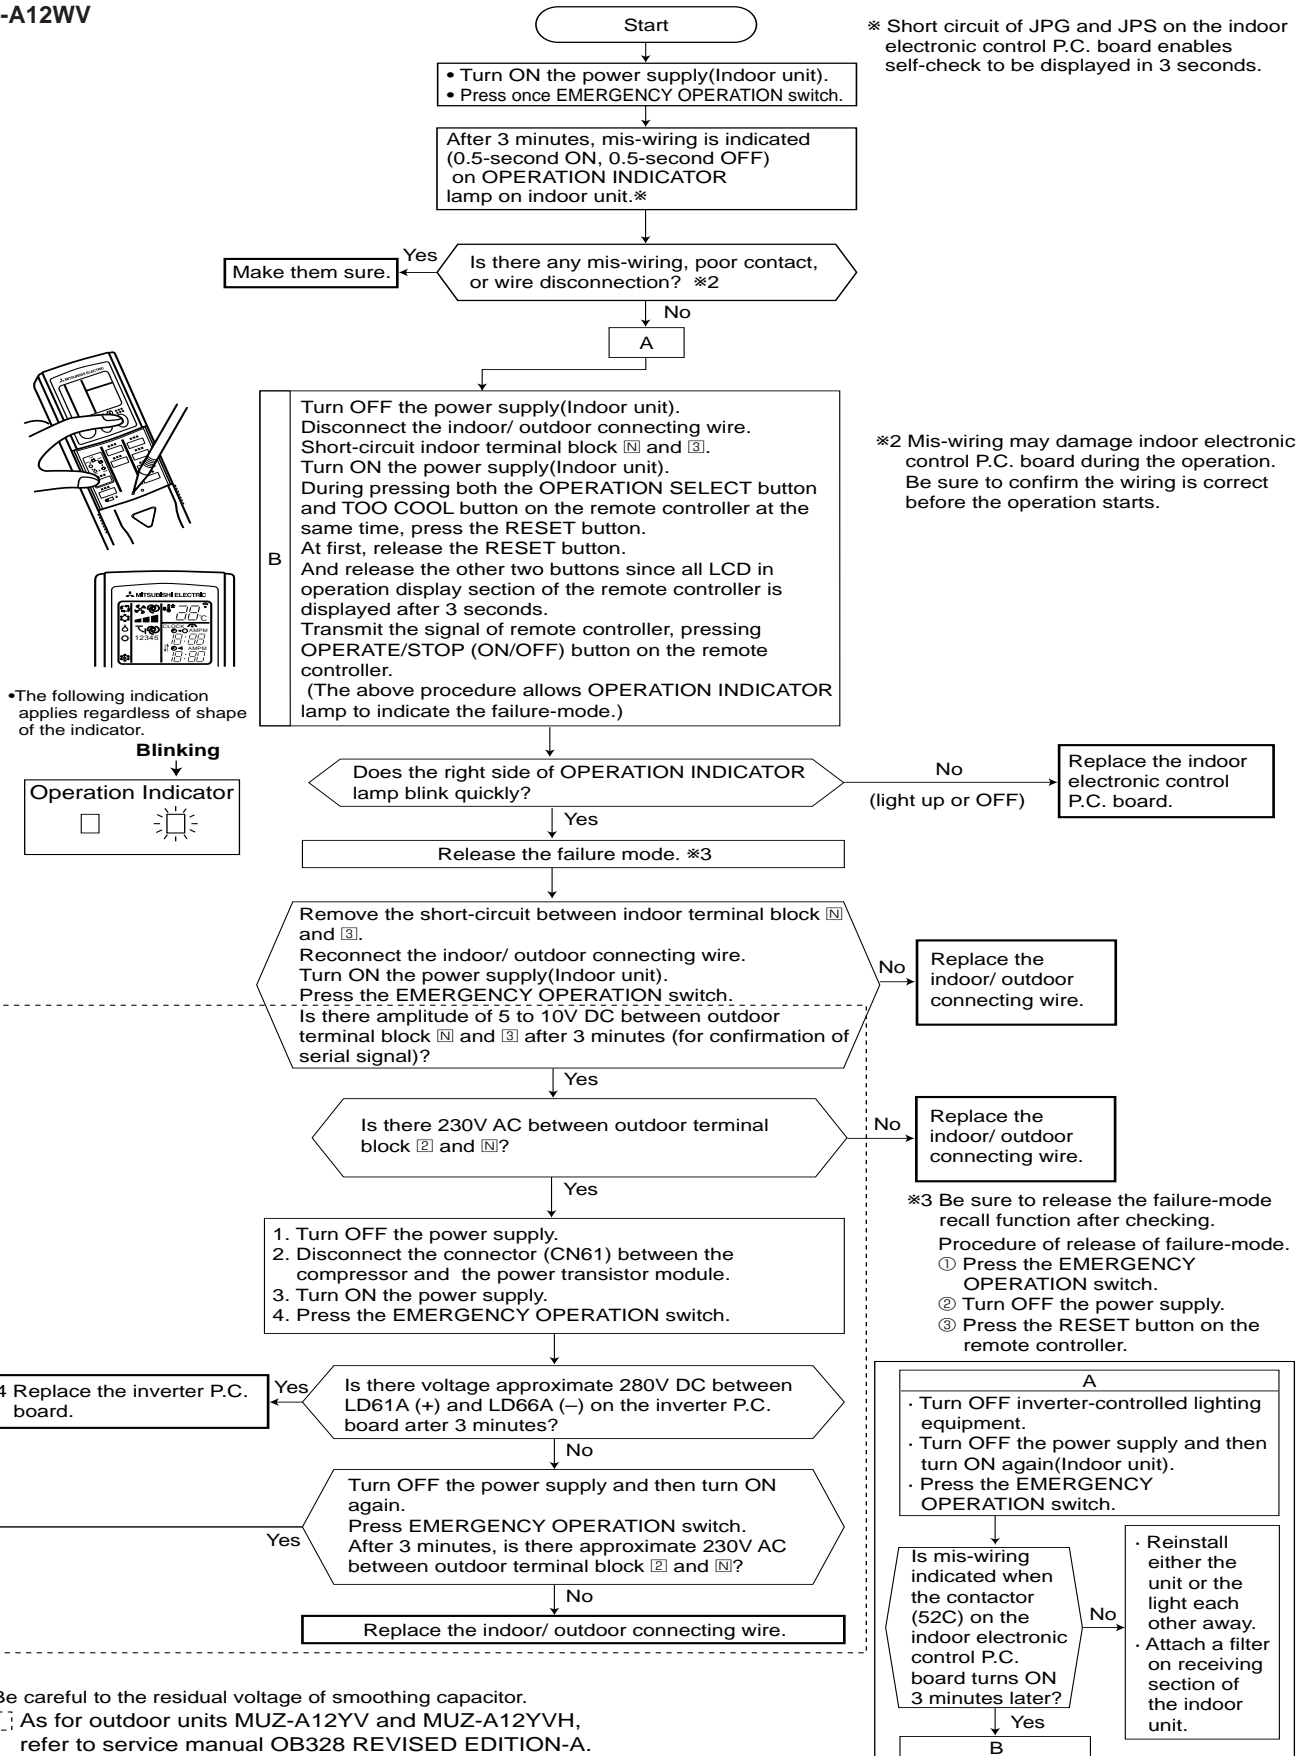 -A12WV
Start
※ Short circuit of JPG and JPS on the indoor
electronic control P.C. board enables
self-check to be displayed in 3 seconds.
• Turn ON the power supply(Indoor unit).
• Press once EMERGENCY OPERATION switch.
After 3 minutes, mis-wiring is indicated
(0.5-second ON, 0.5-second OFF)
on OPERATION INDICATOR
lamp on indoor unit.※
Is there any mis-wiring, poor contact,
or wire disconnection? ※2
Yes
Make them sure.
No
A
B
Turn OFF the power supply(Indoor unit).
Disconnect the indoor/ outdoor connecting wire.
Short-circuit indoor terminal block N and 3.
Turn ON the power supply(Indoor unit).
During pressing both the OPERATION SELECT button
and TOO COOL button on the remote controller at the
same time, press the RESET button.
At first, release the RESET button.
And release the other two buttons since all LCD in
operation display section of the remote controller is
displayed after 3 seconds.
Transmit the signal of remote controller, pressing
OPERATE/STOP (ON/OFF) button on the remote
controller.
(The above procedure allows OPERATION INDICATOR
lamp to indicate the failure-mode.)
※2 Mis-wiring may damage indoor electronic
control P.C. board during the operation.
Be sure to confirm the wiring is correct
before the operation starts.
MITSUBISHI ELECTRIC
MITSUBISHI ELECTRIC
°C
CLOCK
AMPM
12345
AMPM
•The following indication
applies regardless of shape
of the indicator.
Blinking
Operation Indicator
Does the right side of OPERATION INDICATOR
lamp blink quickly?
No
(light up or OFF)
Replace the indoor
electronic control
P.C. board.
Yes
Release the failure mode. ※3
Remove the short-circuit between indoor terminal block N
and 3.
Reconnect the indoor/ outdoor connecting wire.
Turn ON the power supply(Indoor unit).
Press the EMERGENCY OPERATION switch.
Is there amplitude of 5 to 10V DC between outdoor
terminal block N and 3 after 3 minutes (for confirmation of
serial signal)?
No
Replace the
indoor/ outdoor
connecting wire.
Yes
Is there 230V AC between outdoor terminal
block 2 and N?
No
Replace the
indoor/ outdoor
connecting wire.
Yes
1. Turn OFF the power supply.
2. Disconnect the connector (CN61) between the
compressor and the power transistor module.
3. Turn ON the power supply.
4. Press the EMERGENCY OPERATION switch.
※3 Be sure to release the failure-mode
recall function after checking.
Procedure of release of failure-mode.
① Press the EMERGENCY
OPERATION switch.
② Turn OFF the power supply.
③ Press the RESET button on the
remote controller.
Is there voltage approximate 280V DC between
LD61A (+) and LD66A (–) on the inverter P.C.
board arter 3 minutes?
Yes
4 Replace the inverter P.C.
board.
No
Turn OFF the power supply and then turn ON
again.
Press EMERGENCY OPERATION switch.
After 3 minutes, is there approximate 230V AC
between outdoor terminal block 2 and N?
Yes
No
Replace the indoor/ outdoor connecting wire.
A
· Turn OFF inverter-controlled lighting
equipment.
· Turn OFF the power supply and then
turn ON again(Indoor unit).
· Press the EMERGENCY
OPERATION switch.
Is mis-wiring
indicated when
the contactor
(52C) on the
indoor electronic
control P.C.
board turns ON
3 minutes later?
No
· Reinstall
either the
unit or the
light each
other away.
· Attach a filter
on receiving
section of
the indoor
unit.
Yes
B
Be careful to the residual voltage of smoothing capacitor.
As for outdoor units MUZ-A12YV and MUZ-A12YVH,
refer to service manual OB328 REVISED EDITION-A.